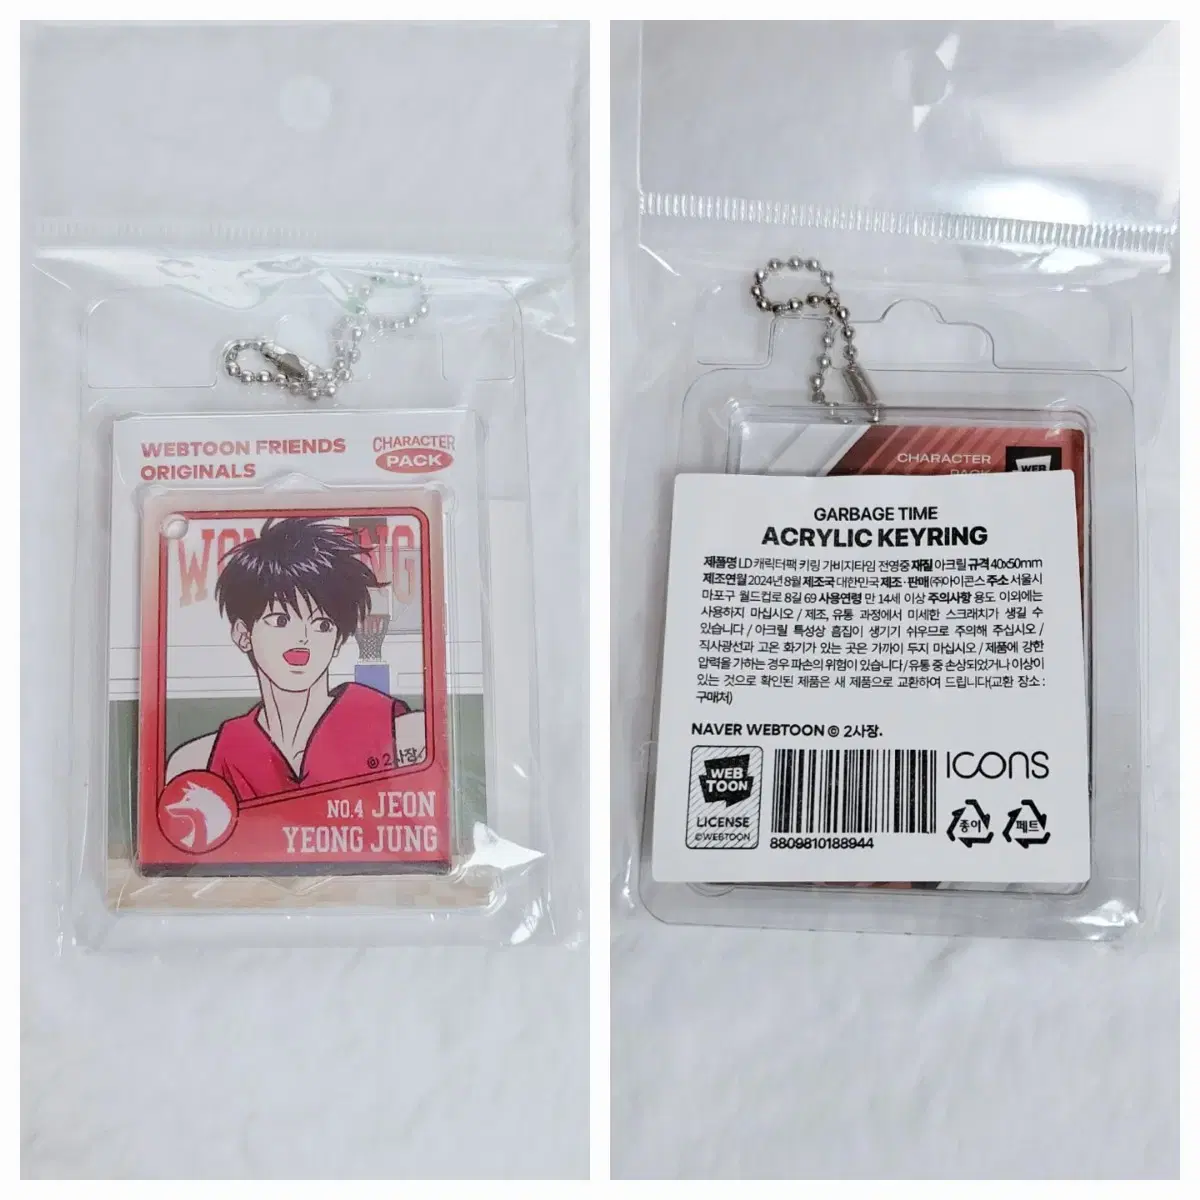 WEBTOON FRIENDS
ORIGINALS
CHARACTER
PACK
© 2사장.
NO.4 JEON
YEONG JUNG
CHARACTER
PACK
WEB
GARBAGE TIME
ACRYLIC KEYRING
제품명 LD 캐릭터팩 키링 가비지타임 전영중 재질 아크릴 규격 40x50mm
제조연월 2024년 8월 제조국 대한민국 제조·판매 ㈜아이콘스 주소 서울시
마포구 월드컵로 8길 69 사용연령 만 14세 이상 주의사항 용도 이외에는
사용하지 마십시오 / 제조, 유통 과정에서 미세한 스크래치가 생길 수
있습니다 / 아크릴 특성상 흠집이 생기기 쉬우므로 주의해 주십시오 /
직사광선과 고온 화기가 있는 곳은 가까이 두지 마십시오 / 제품에 강한
압력을 가하는 경우 파손의 위험이 있습니다 / 유통 중 손상되었거나 이상이
있는 것으로 확인된 제품은 새 제품으로 교환하여 드립니다(교환 장소 :
구매처)
NAVER WEBTOON © 2사장.
WEB
TOON
LICENSE
©WEBTOON
8809810188944
ICONS
종이
페트